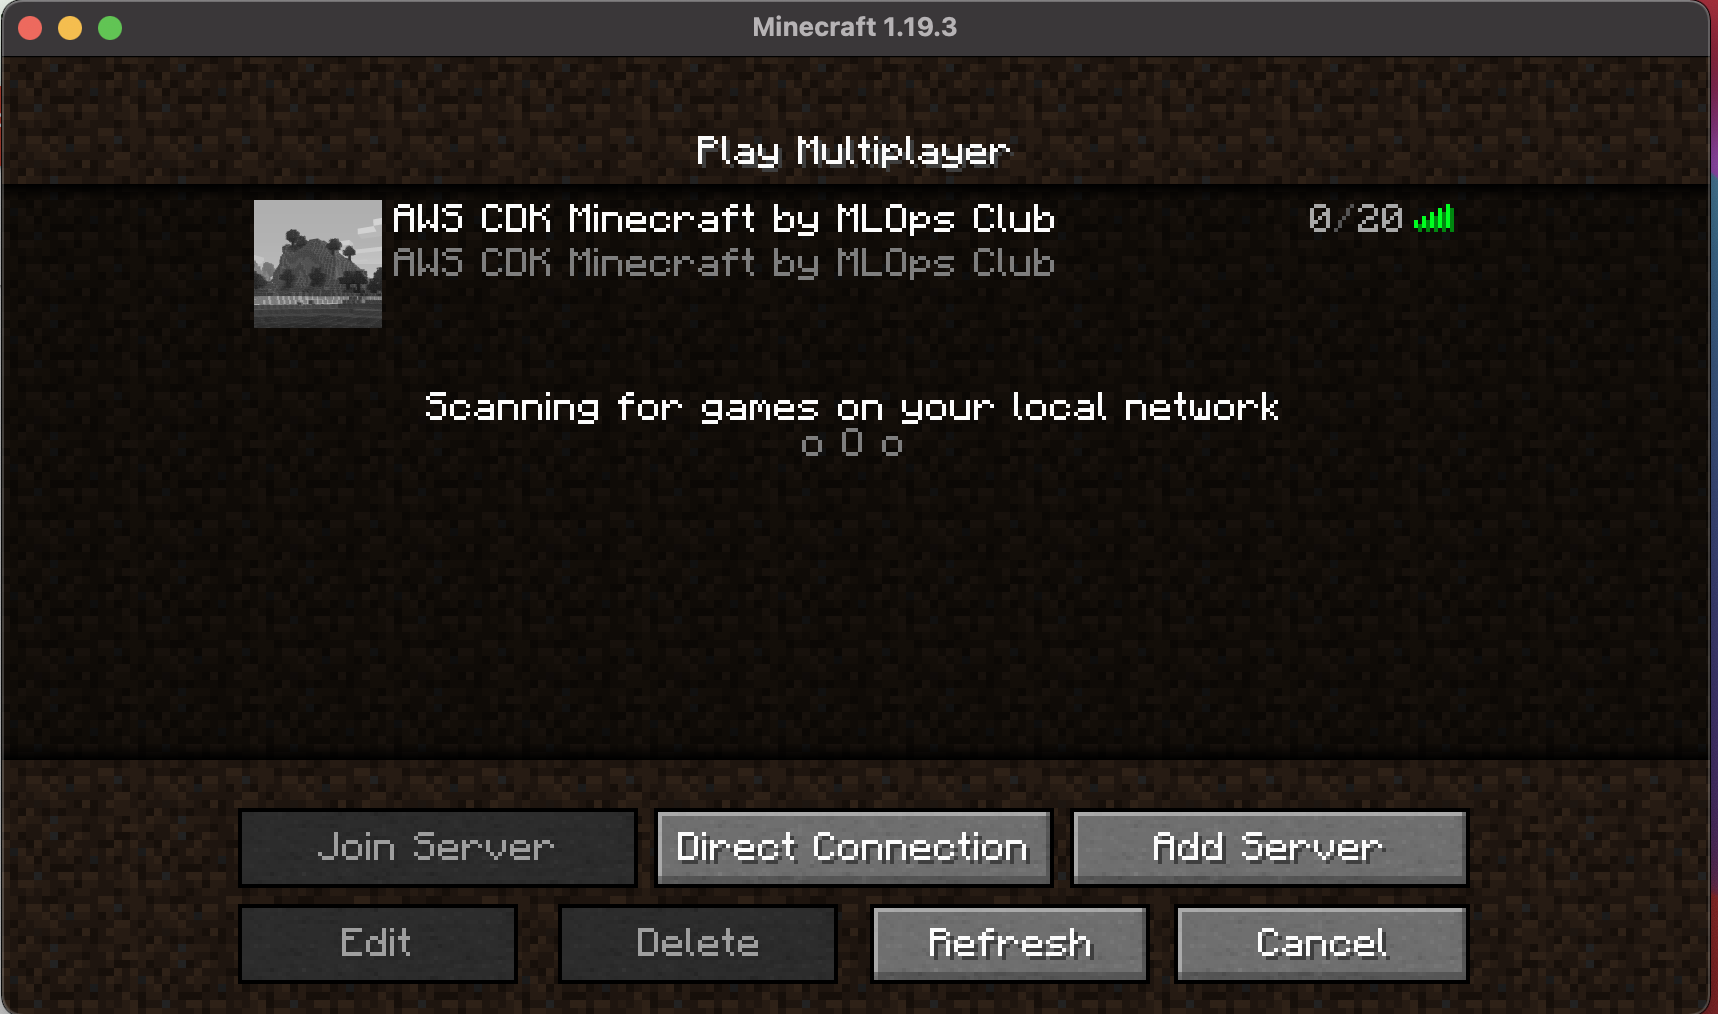 Minecraft 1.19.3
Play Multiplayer
AWS CDK Minecraft by MLOps Club 0/20
AWS CDK Minecraft by MLOps Club
Scanning for games on your local network
o O o
Join Server Direct Connection Add Server
Edit Delete Refresh Cancel